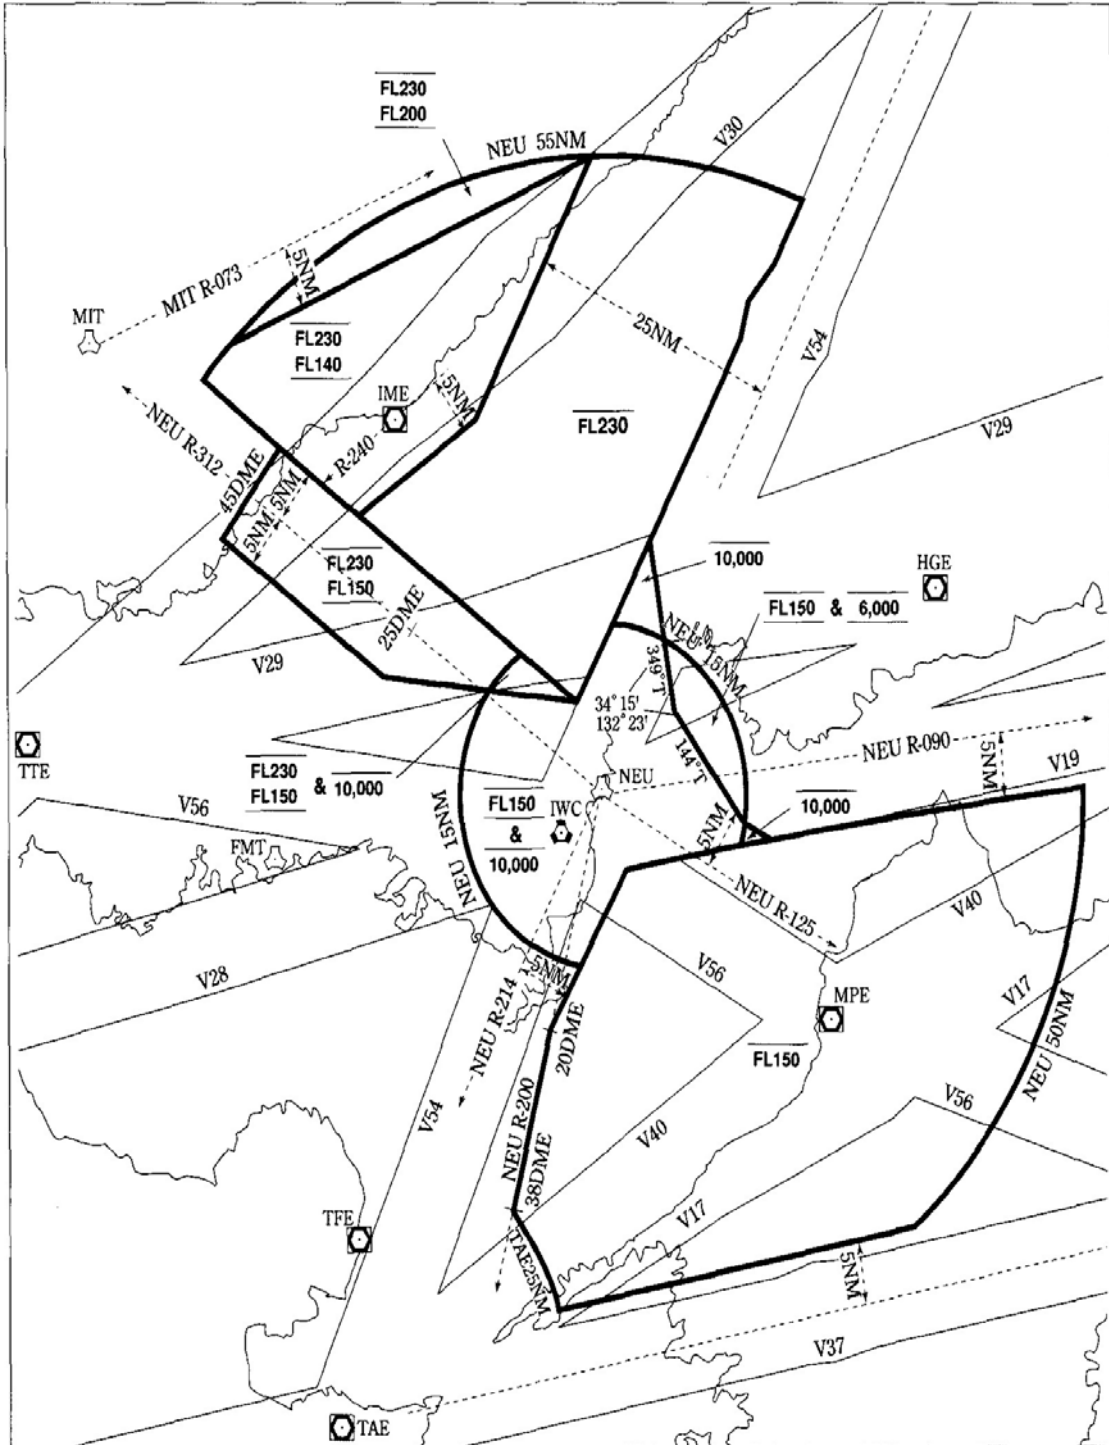 FL230
FL200
NEU 55NM
V30
MIT R-073
5NM
MIT
FL230
FL140
25NM
V54
IME
5NM
NEU R-312
R-240
FL230
V29
45DME
5NM
5NM
FL230
FL150
10,000
HGE
25DME
FL150 & 6,000
NEU 15NM
V29
349°T
34°15'
132°23'
NEU R-090
5NM
144°T
TTE
FL230
FL150
& 10,000
NEU
V19
V56
FL150
&
10,000
IWC
10,000
NEU 15NM
5NM
FMT
NEU R-125
V40
V28
5NM
V56
V17
MPE
NEU R-214
20DME
FL150
NEU 50NM
V54
NEU R-200
V40
V56
38DME
V17
TFE
TAE25NM
5NM
V37
TAE